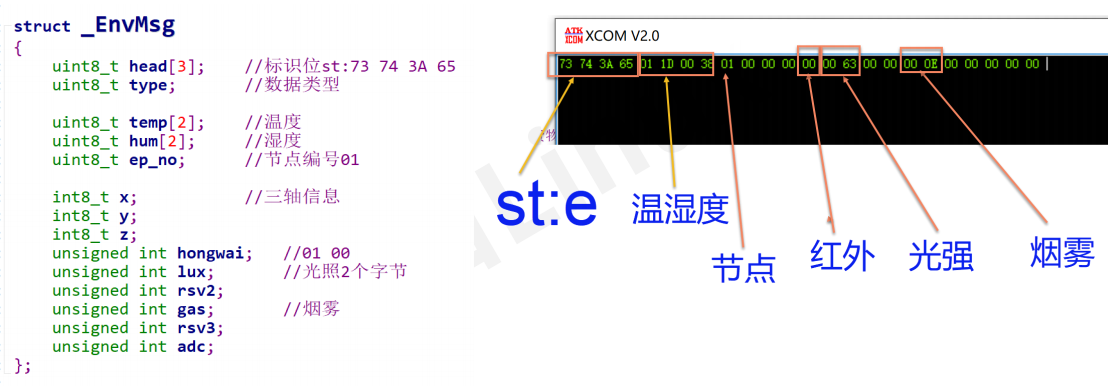 struct _EnvMsg
{
uint8_t head[3]; //标识位st:73 74 3A 65
uint8_t type; //数据类型
uint8_t temp[2]; //温度
uint8_t hum[2]; //湿度
uint8_t ep_no; //节点编号01
int8_t x; //三轴信息
int8_t y;
int8_t z;
unsigned int hongwai; //01 00
unsigned int lux; //光照2个字节
unsigned int rsv2;
unsigned int gas; //烟雾
unsigned int rsv3;
unsigned int adc;
};
ATK XCOM
XCOM V2.0
73 74 3A 65 01 1D 00 38 01 00 00 00 00 00 63 00 00 00 0E 00 00 00 00 00
st:e
温湿度
节点
红外
光强
烟雾